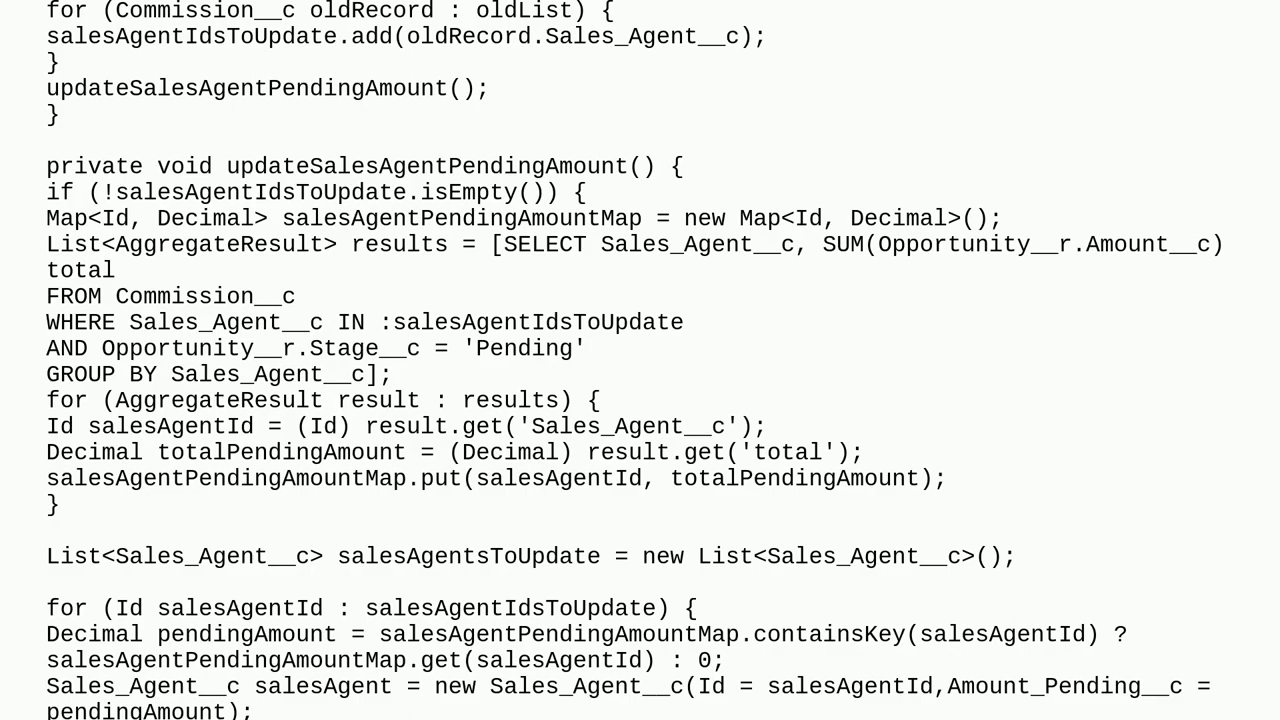 for (Commission__c oldRecord : oldList) {
salesAgentIdsToUpdate.add(oldRecord.Sales_Agent__c);
}
updateSalesAgentPendingAmount();
}

private void updateSalesAgentPendingAmount() {
if (!salesAgentIdsToUpdate.isEmpty()) {
Map<Id, Decimal> salesAgentPendingAmountMap = new Map<Id, Decimal>();
List<AggregateResult> results = [SELECT Sales_Agent__c, SUM(Opportunity__r.Amount__c)
total
FROM Commission__c
WHERE Sales_Agent__c IN :salesAgentIdsToUpdate
AND Opportunity__r.Stage__c = 'Pending'
GROUP BY Sales_Agent__c];
for (AggregateResult result : results) {
Id salesAgentId = (Id) result.get('Sales_Agent__c');
Decimal totalPendingAmount = (Decimal) result.get('total');
salesAgentPendingAmountMap.put(salesAgentId, totalPendingAmount);
}

List<Sales_Agent__c> salesAgentsToUpdate = new List<Sales_Agent__c>();

for (Id salesAgentId : salesAgentIdsToUpdate) {
Decimal pendingAmount = salesAgentPendingAmountMap.containsKey(salesAgentId) ?
salesAgentPendingAmountMap.get(salesAgentId) : 0;
Sales_Agent__c salesAgent = new Sales_Agent__c(Id = salesAgentId,Amount_Pending__c =
pendingAmount);